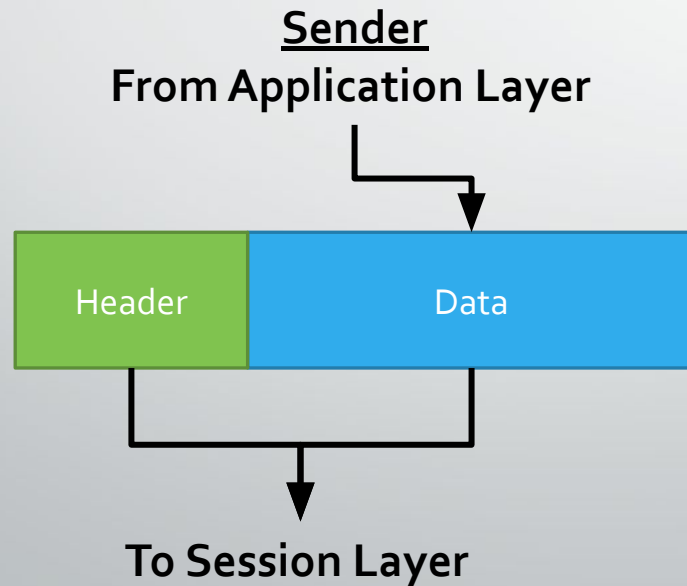 Sender
From Application Layer
Header
Data
To Session Layer